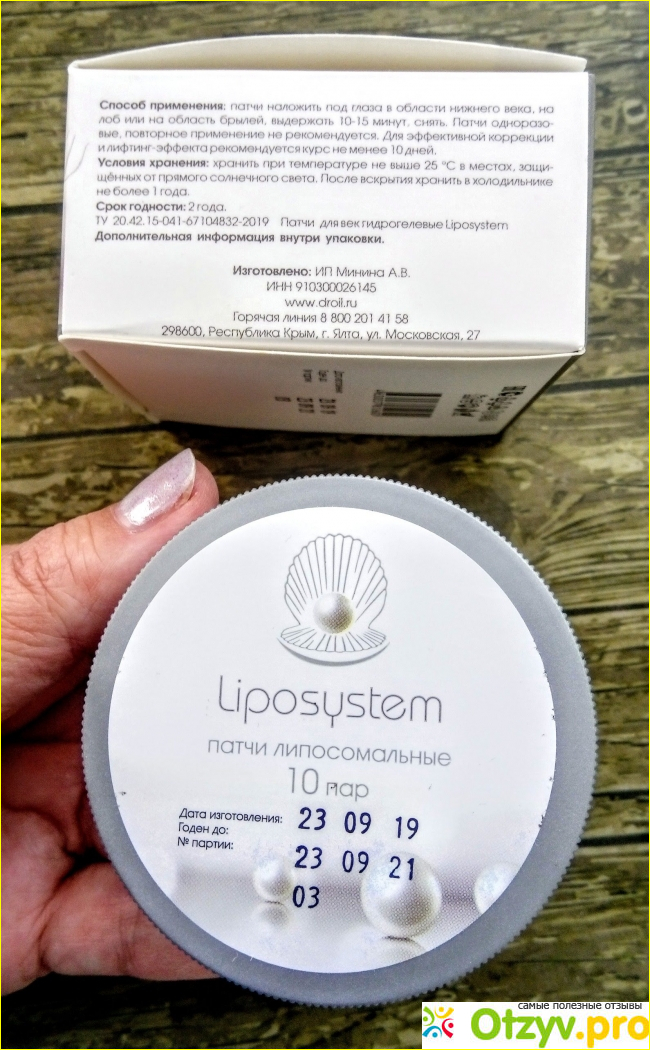 Способ применения: патчи наложить под глаза в области нижнего века, на
лоб или на область брылей, выдержать 10-15 минут, снять. Патчи одноразо-
вые, повторное применение не рекомендуется. Для эффективной коррекции
и лифтинг-эффекта рекомендуется курс не менее 10 дней.
Условия хранения: хранить при температуре не выше 25 °C в местах, защи-
щённых от прямого солнечного света. После вскрытия хранить в холодильнике
не более 1 года.
Срок годности: 2 года.
ТУ 20.42.15-041-67104832-2019 Патчи для век гидрогелевые Liposystem
Дополнительная информация внутри упаковки.
Изготовлено: ИП Минина А.В.
ИНН 910300026145
www.droil.ru
Горячая линия 8 800 201 41 58
298600, Республика Крым, г. Ялта, ул. Московская, 27
Liposystem
патчи липосомальные
10 пар
Дата изготовления: 23 09 19
Годен до: 23 09 21
№ партии: 03
самые полезные отзывы
Otzyv.pro